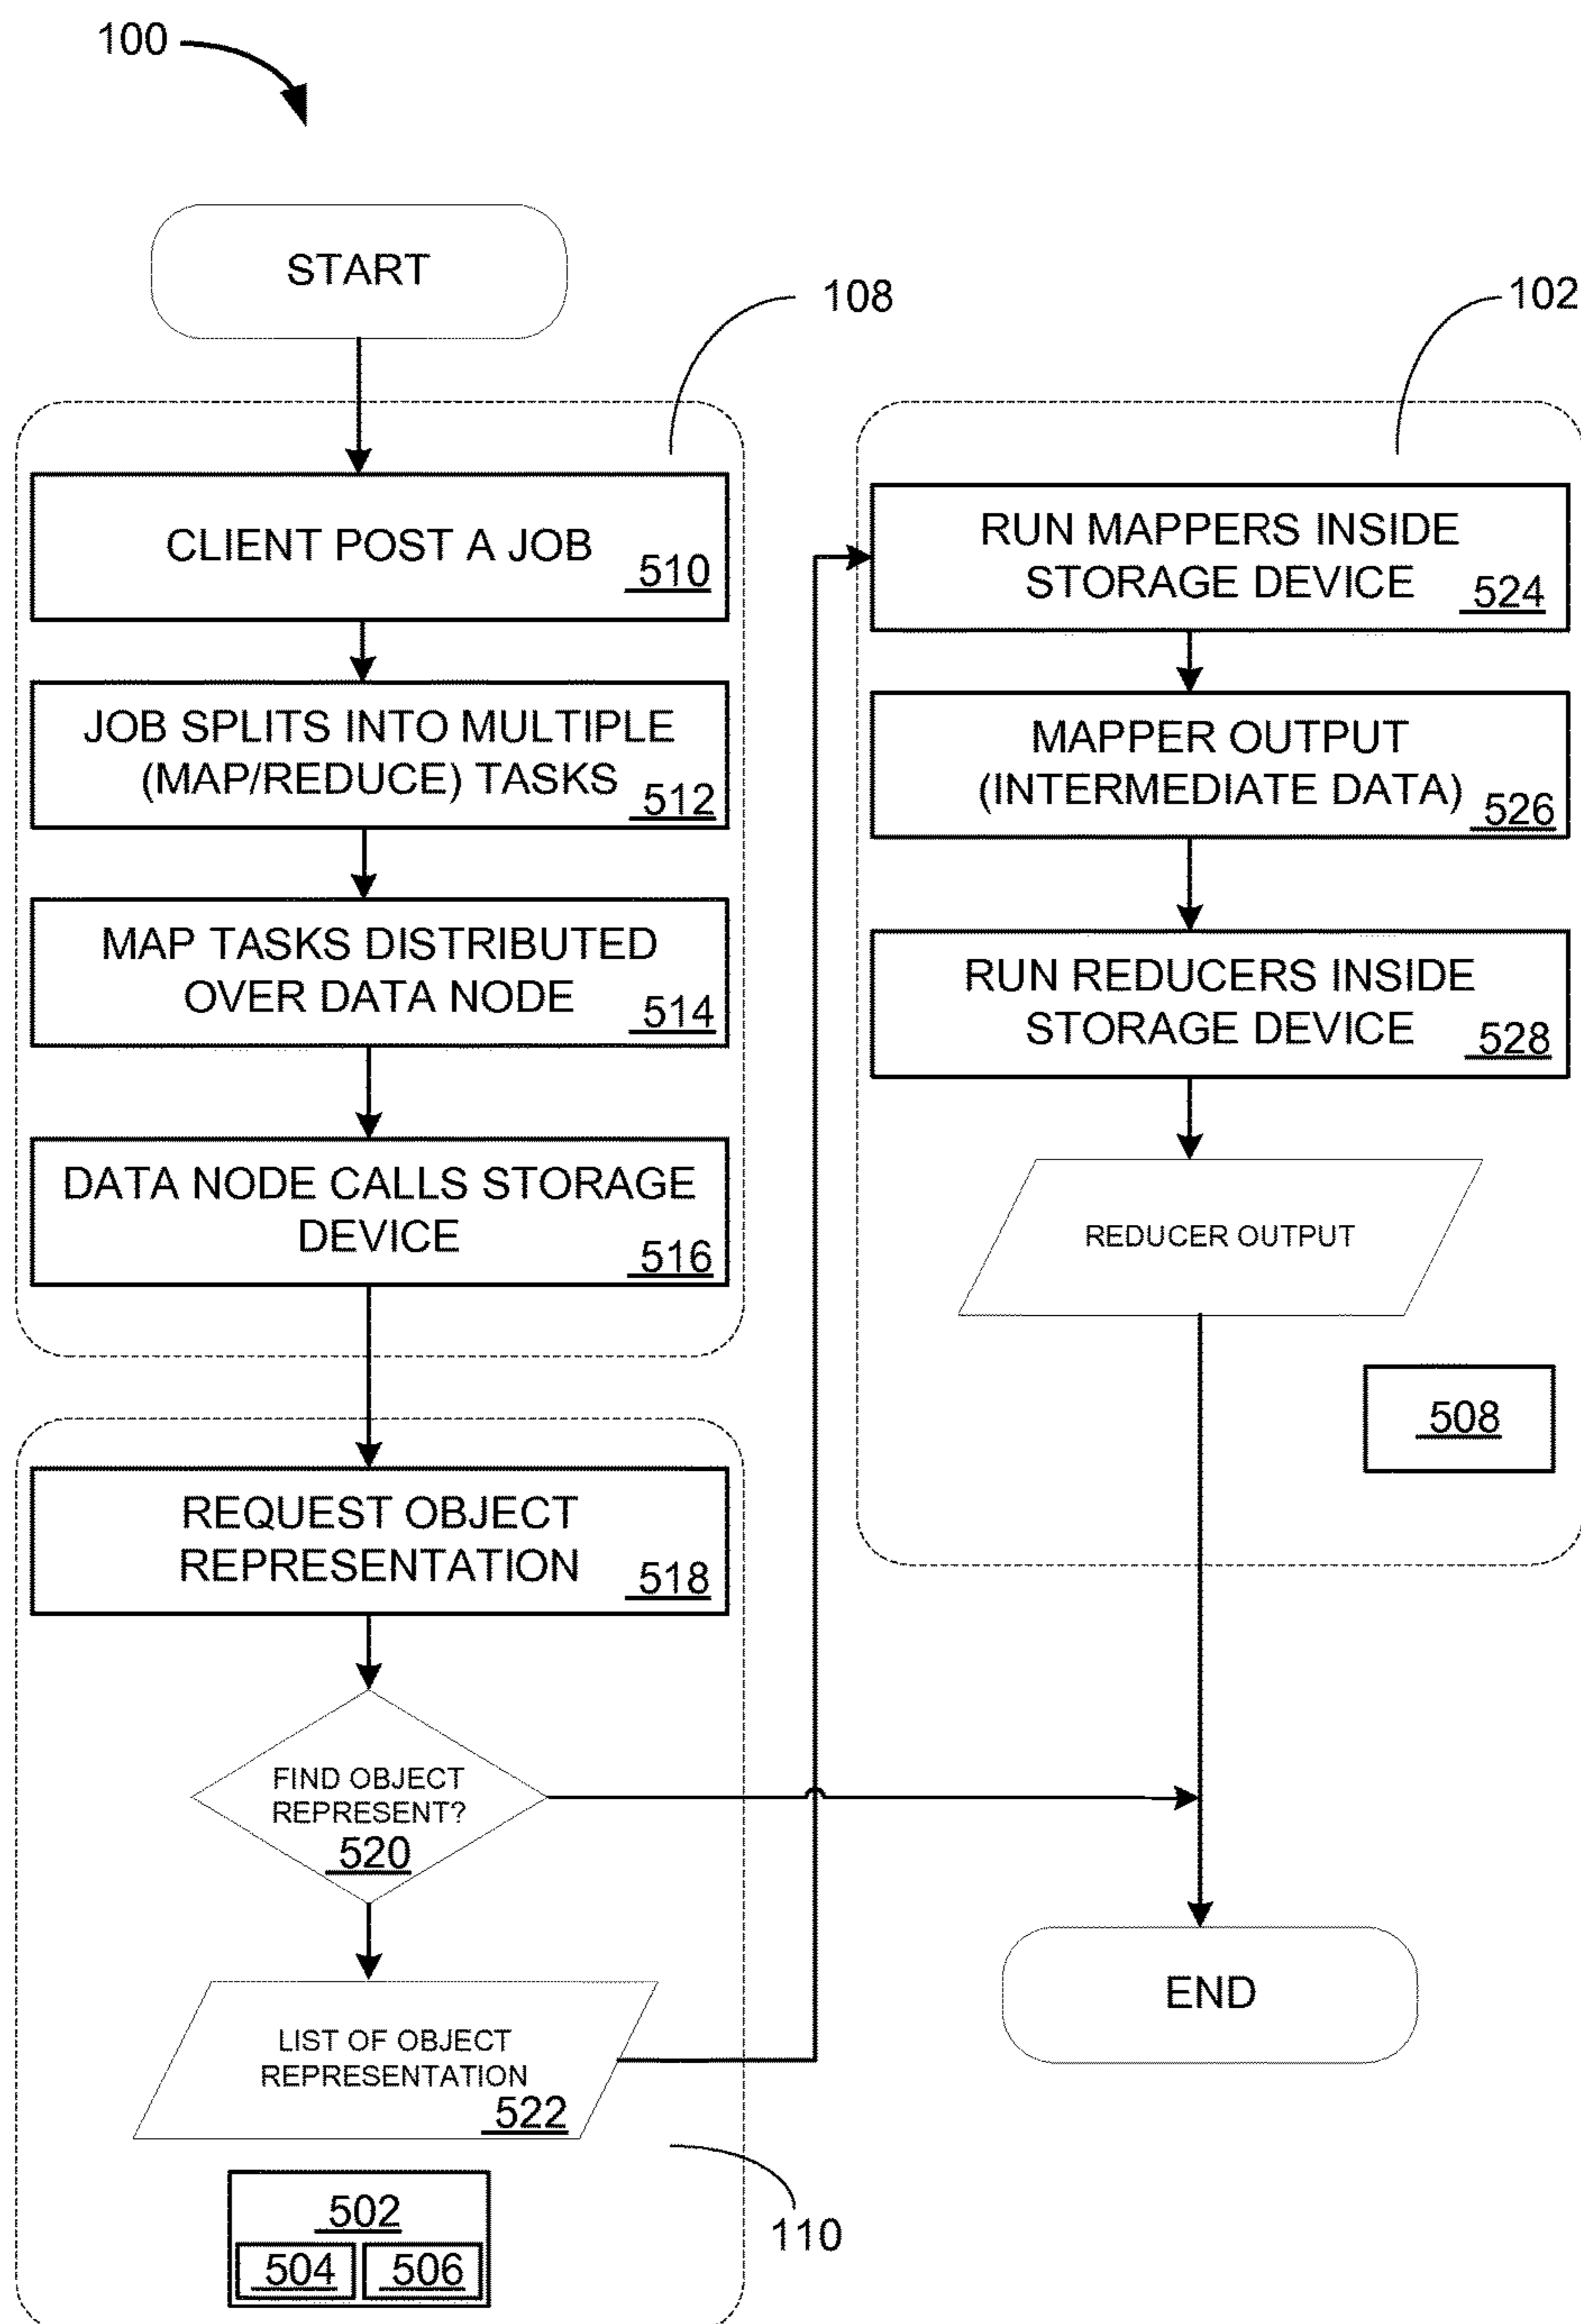 100
START
108
CLIENT POST A JOB
510
JOB SPLITS INTO MULTIPLE
(MAP/REDUCE) TASKS
512
MAP TASKS DISTRIBUTED
OVER DATA NODE
514
DATA NODE CALLS STORAGE
DEVICE
516
REQUEST OBJECT
REPRESENTATION
518
FIND OBJECT
REPRESENT?
520
LIST OF OBJECT
REPRESENTATION
522
502
504
506
110
102
RUN MAPPERS INSIDE
STORAGE DEVICE
524
MAPPER OUTPUT
(INTERMEDIATE DATA)
526
RUN REDUCERS INSIDE
STORAGE DEVICE
528
REDUCER OUTPUT
508
END